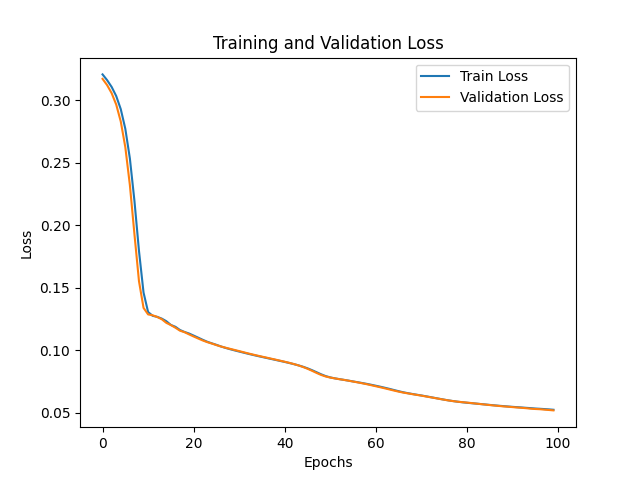 Training and Validation Loss
Train Loss
Validation Loss
0.30
0.25
0.20
0.15
0.10
0.05
Loss
0 20 40 60 80 100
Epochs